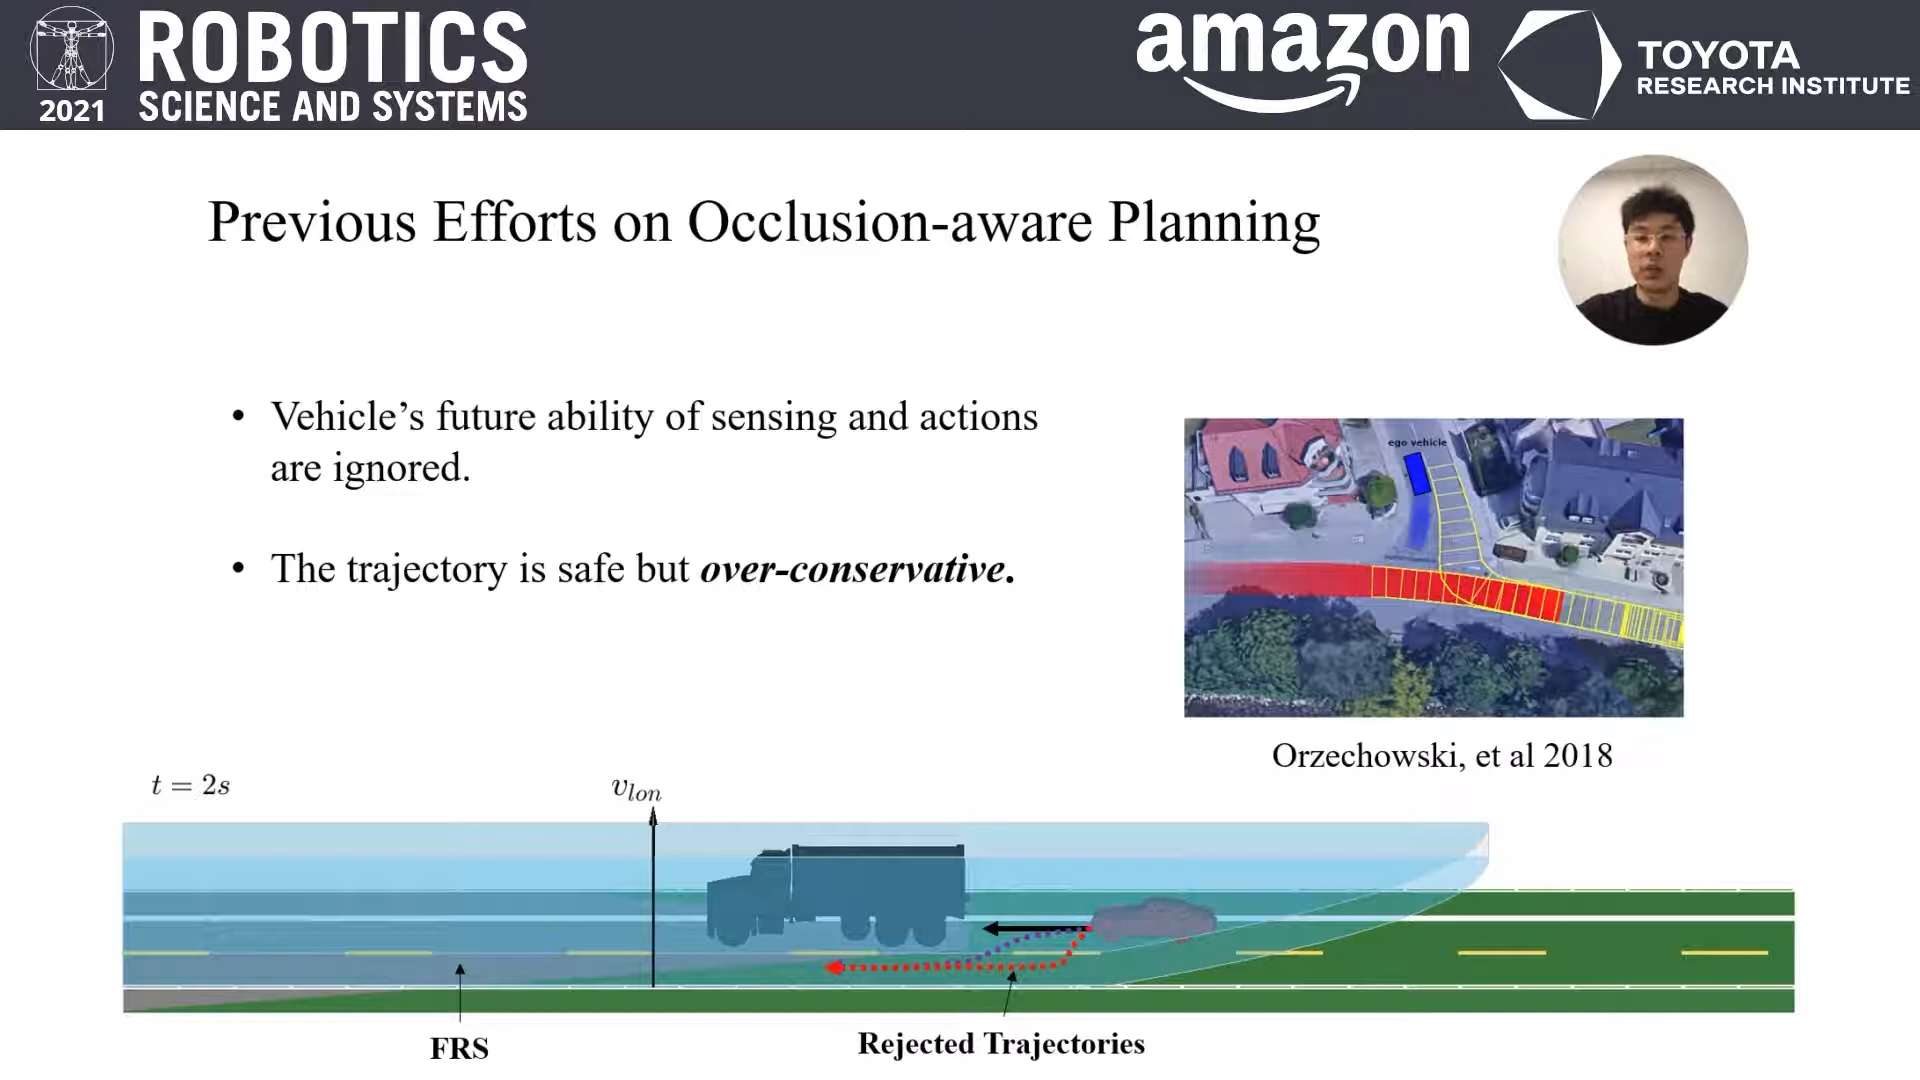 ROBOTICS
SCIENCE AND SYSTEMS
2021
amazon
TOYOTA
RESEARCH INSTITUTE
Previous Efforts on Occlusion-aware Planning
• Vehicle’s future ability of sensing and actions
are ignored.
• The trajectory is safe but over-conservative.
ego vehicle
Orzechowski, et al 2018
t = 2s
v_lon
FRS
Rejected Trajectories